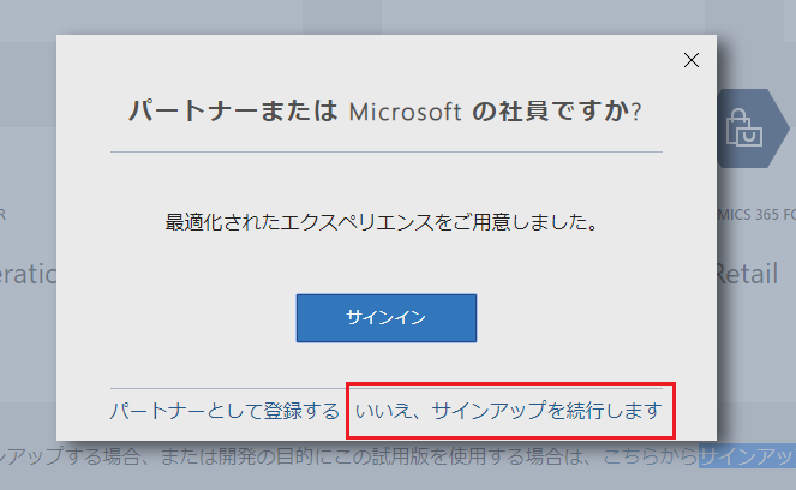 パートナーまたは Microsoft の社員ですか?
最適化されたエクスペリエンスをご用意しました。
サインイン
R
MICS 365 FO
eratio
Retail
パートナーとして登録する いいえ、サインアップを続行します
ンアップする場合、または開発の目的にこの試用版を使用する場合は、こちらからサインアッ